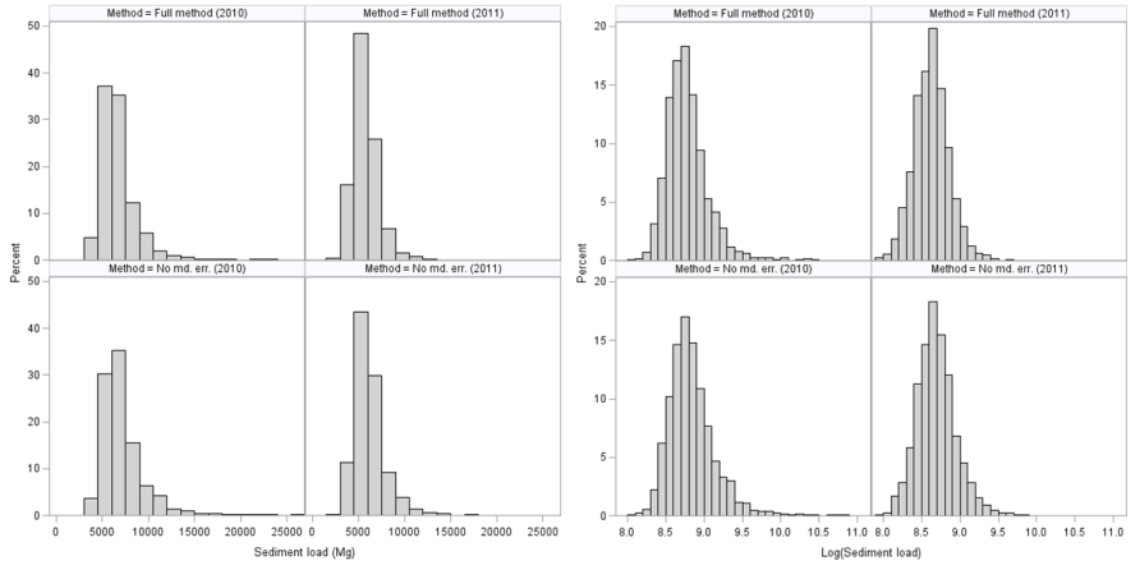 Method = Full method (2010)
Method = Full method (2011)
50
40
30
20
10
0
Method = No md. err. (2010)
Method = No md. err. (2011)
50
40
30
20
10
0
Percent
0 5000 10000 15000 20000 25000
0 5000 10000 15000 20000 25000
Sediment load (Mg)
Method = Full method (2010)
Method = Full method (2011)
20
15
10
5
0
Method = No md. err. (2010)
Method = No md. err. (2011)
20
15
10
5
0
Percent
8.0 8.5 9.0 9.5 10.0 10.5 11.0
8.0 8.5 9.0 9.5 10.0 10.5 11.0
Log(Sediment load)